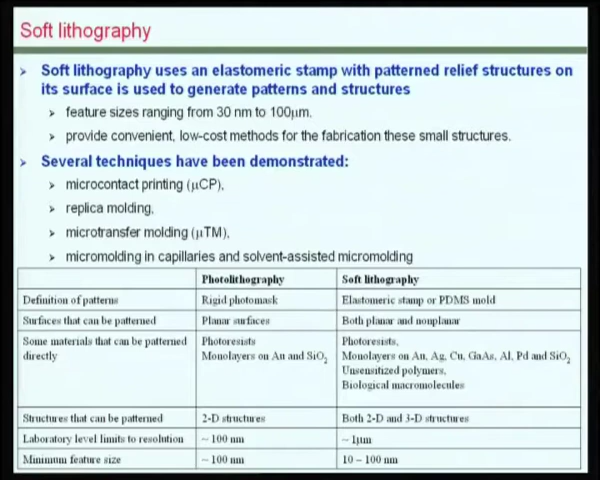 Soft lithography
Soft lithography uses an elastomeric stamp with patterned relief structures on
its surface is used to generate patterns and structures
feature sizes ranging from 30 nm to 100μm.
provide convenient, low-cost methods for the fabrication these small structures.
Several techniques have been demonstrated:
microcontact printing (μCP),
replica molding,
microtransfer molding (μTM),
micromolding in capillaries and solvent-assisted micromolding
Photolithography Soft lithography
Definition of patterns Rigid photomask Elastomeric stamp or PDMS mold
Surfaces that can be patterned Planar surfaces Both planar and nonplanar
Some materials that can be patterned Photoresists Photoresists,
directly Monolayers on Au and SiO2 Monolayers on Au, Ag, Cu, GaAs, Al, Pd and SiO2
Unsensitized polymers,
Biological macromolecules
Structures that can be patterned 2-D structures Both 2-D and 3-D structures
Laboratory level limits to resolution ~ 100 nm ~ 1μm
Minimum feature size ~ 100 nm 10 – 100 nm